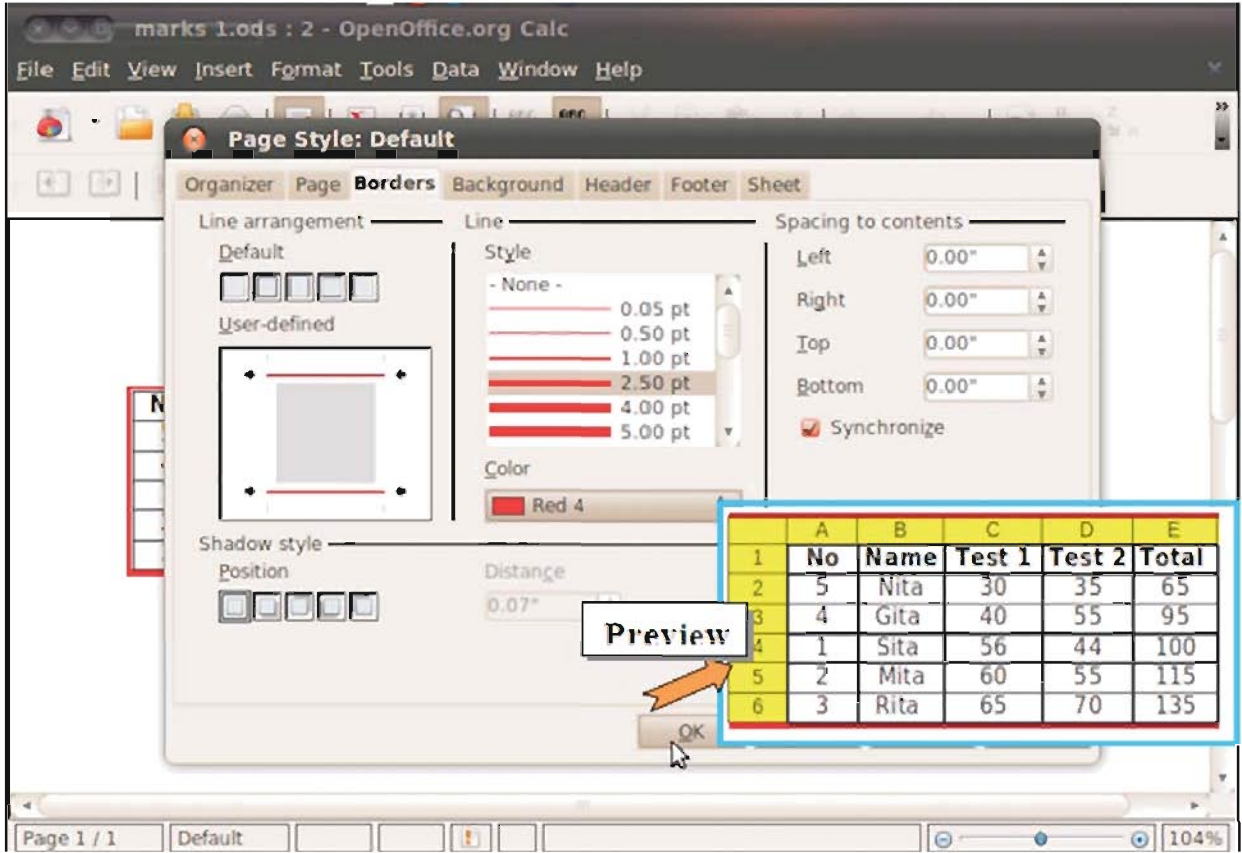 marks 1.ods : 2 - OpenOffice.org Calc
File Edit View Insert Format Tools Data Window Help
Page Style: Default
Organizer Page Borders Background Header Footer Sheet
Line arrangement
Default
User-defined
Line
Style
- None -
0.05 pt
0.50 pt
1.00 pt
2.50 pt
4.00 pt
5.00 pt
Color
Red 4
Spacing to contents
Left 0.00"
Right 0.00"
Top 0.00"
Bottom 0.00"
Synchronize
Shadow style
Position
Distance
0.07"
Preview
OK
A B C D E
1 No Name Test 1 Test 2 Total
2 5 Nita 30 35 65
3 4 Gita 40 55 95
4 1 Sita 56 44 100
5 2 Mita 60 55 115
6 3 Rita 65 70 135
N
Page 1 / 1 Default 104%